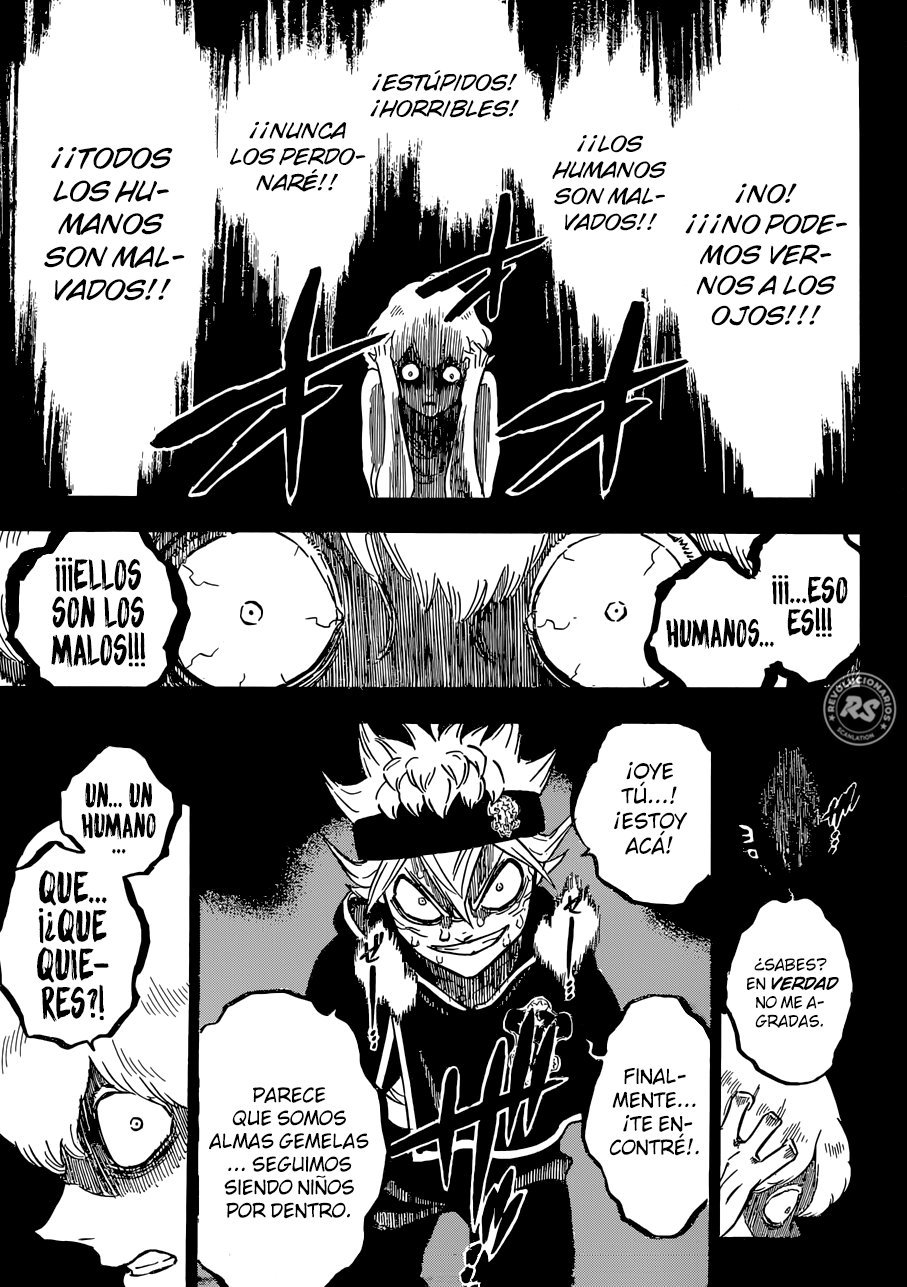 ¡NO!
¡¡¡NO PODE-
MOS VER-
NOS A LOS
OJOS!!!
¡¡LOS
HUMANOS
SON MAL-
VADOS!!
¡ESTÚPIDOS!
¡HORRIBLES!
¡¡NUNCA
LOS PERDO-
NARÉ!!
¡¡TODOS
LOS HU-
MANOS
SON MAL-
VADOS!!
¡¡¡...ESO
ES!!!
HUMANOS...
¡¡¡ELLOS
SON LOS
MALOS!!!
REVOLUCIONARIOS
RS
SCANLATION
¿SABES?
EN VERDAD
NO ME A-
GRADAS.
¡OYE
TÚ...!
¡ESTOY
ACÁ!
FINAL-
MENTE...
¡TE EN-
CONTRÉ!.
PARECE
QUE SOMOS
ALMAS GEMELAS
... SEGUIMOS
SIENDO NIÑOS
POR DENTRO.
UN... UN
HUMANO
...
QUE...
¡¿QUE
QUIE-
RES?!